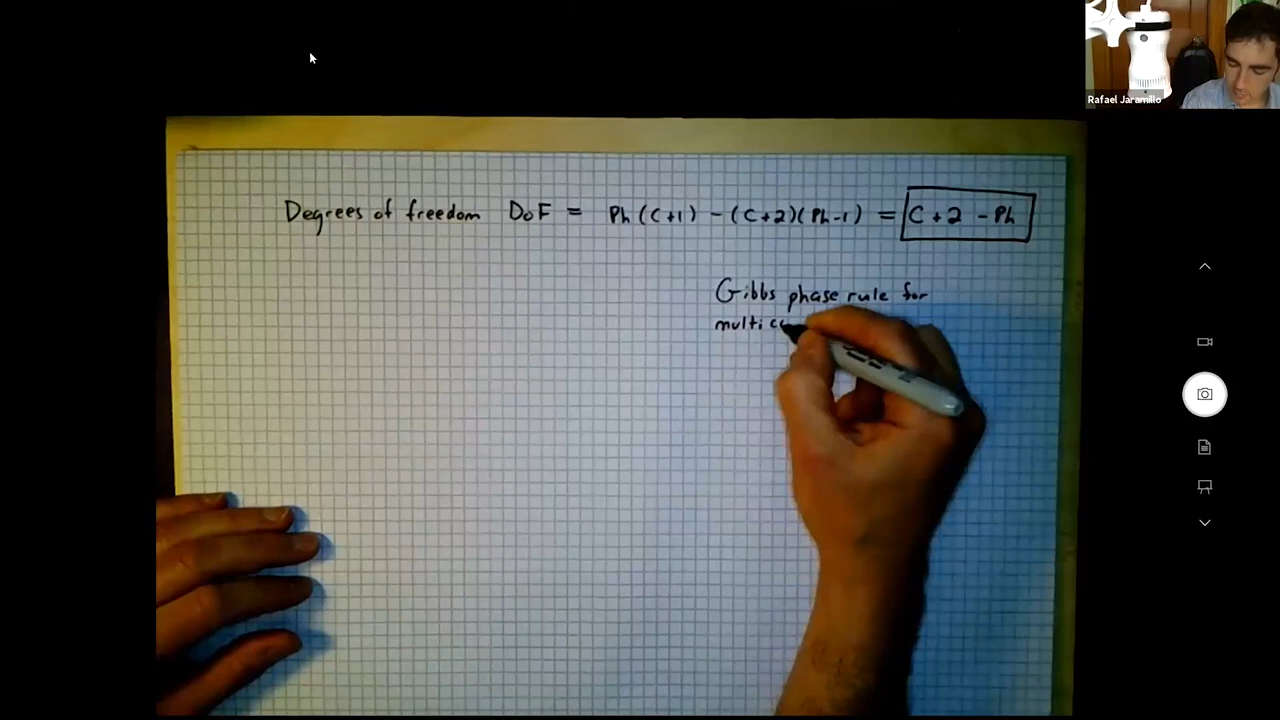 Rafael Jaramillo
Degrees of freedom DoF = Ph (C+1) - (C+2)(Ph-1) = C + 2 - Ph
Gibbs phase rule for
multi c